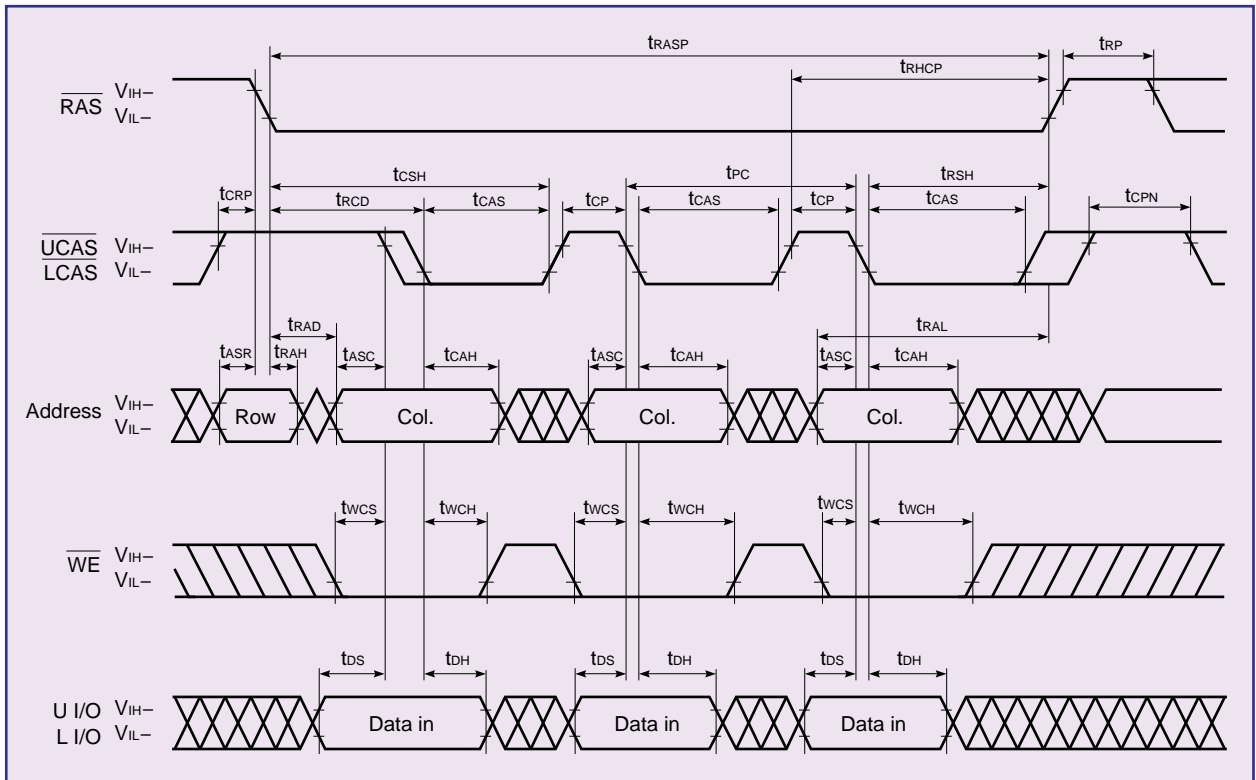 tRASP tRP
tRHCP
RAS VIH–
VIL–
tCSH tPC tRSH
tCRP tRCD tCAS tCP tCAS tCP tCAS tCPN
UCAS VIH–
LCAS VIL–
tRAD tRAL
tASR tRAH tASC tCAH tASC tCAH tASC tCAH
Address VIH–
VIL–
Row Col. Col. Col.
tWCS tWCH tWCS tWCH tWCS tWCH
WE VIH–
VIL–
tDS tDH tDS tDH tDS tDH
U I/O VIH–
L I/O VIL–
Data in Data in Data in